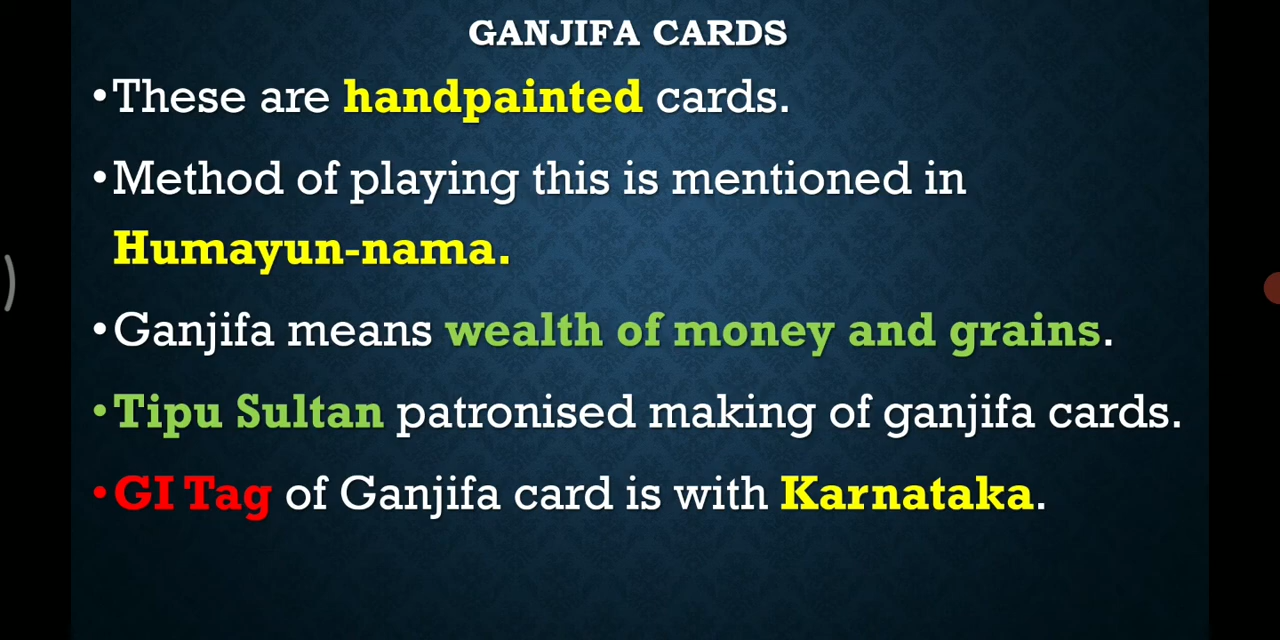 GANJIFA CARDS
•These are handpainted cards.
•Method of playing this is mentioned in
Humayun-nama.
•Ganjifa means wealth of money and grains.
•Tipu Sultan patronised making of ganjifa cards.
•GI Tag of Ganjifa card is with Karnataka.